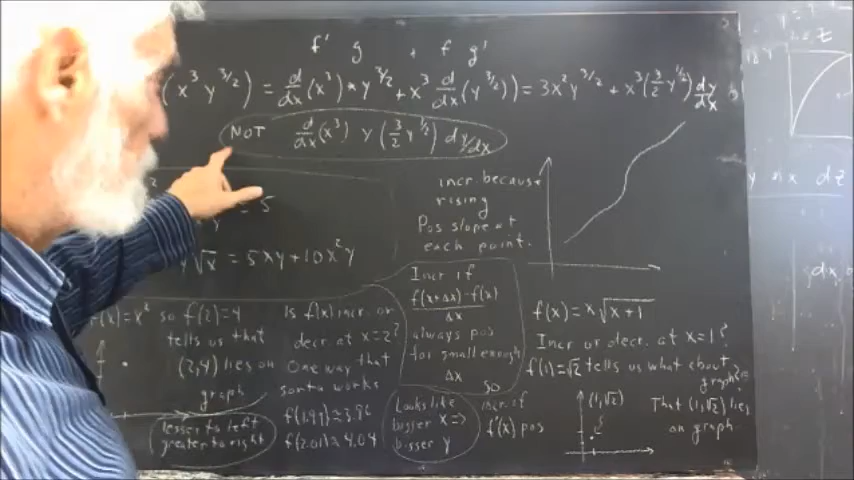 f' g + f g'
(x³ y^3/2) = d/dx (x³) * y^3/2 + x³ d/dx (y^3/2)) = 3x² y^3/2 + x³ (3/2 y^1/2) dy/dx
NOT d/dx (x³) y (3/2 y^1/2) dy/dx
= 5
y√x = 5xy + 10x²y
incr because
rising
Pos slope at
each point.
Incr if
f(x+Δx) - f(x)
Δx
always pos
for small enough
Δx
so
incr if
f'(x) pos
f(x) = x² so f(2) = 4
tells us that
(2,4) lies on
graph
lesser to left
greater to right
Is f(x) incr. or
decr. at x=2?
One way that
sorta works
f(1.99) ≈ 3.96
f(2.01) ≈ 4.04
Looks like
bigger x =>
bigger y
f(x) = x√x+1
Incr or decr. at x=1?
f(1) = √2 tells us what about
graph?
(1,√2)
That (1,√2) lies
on graph.
z
y dz
dx